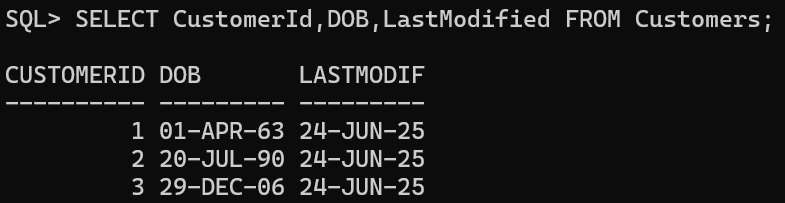 SQL> SELECT CustomerId,DOB,LastModified FROM Customers;
CUSTOMERID DOB       LASTMODIF
---------- --------- ---------
         1 01-APR-63 24-JUN-25
         2 20-JUL-90 24-JUN-25
         3 29-DEC-06 24-JUN-25